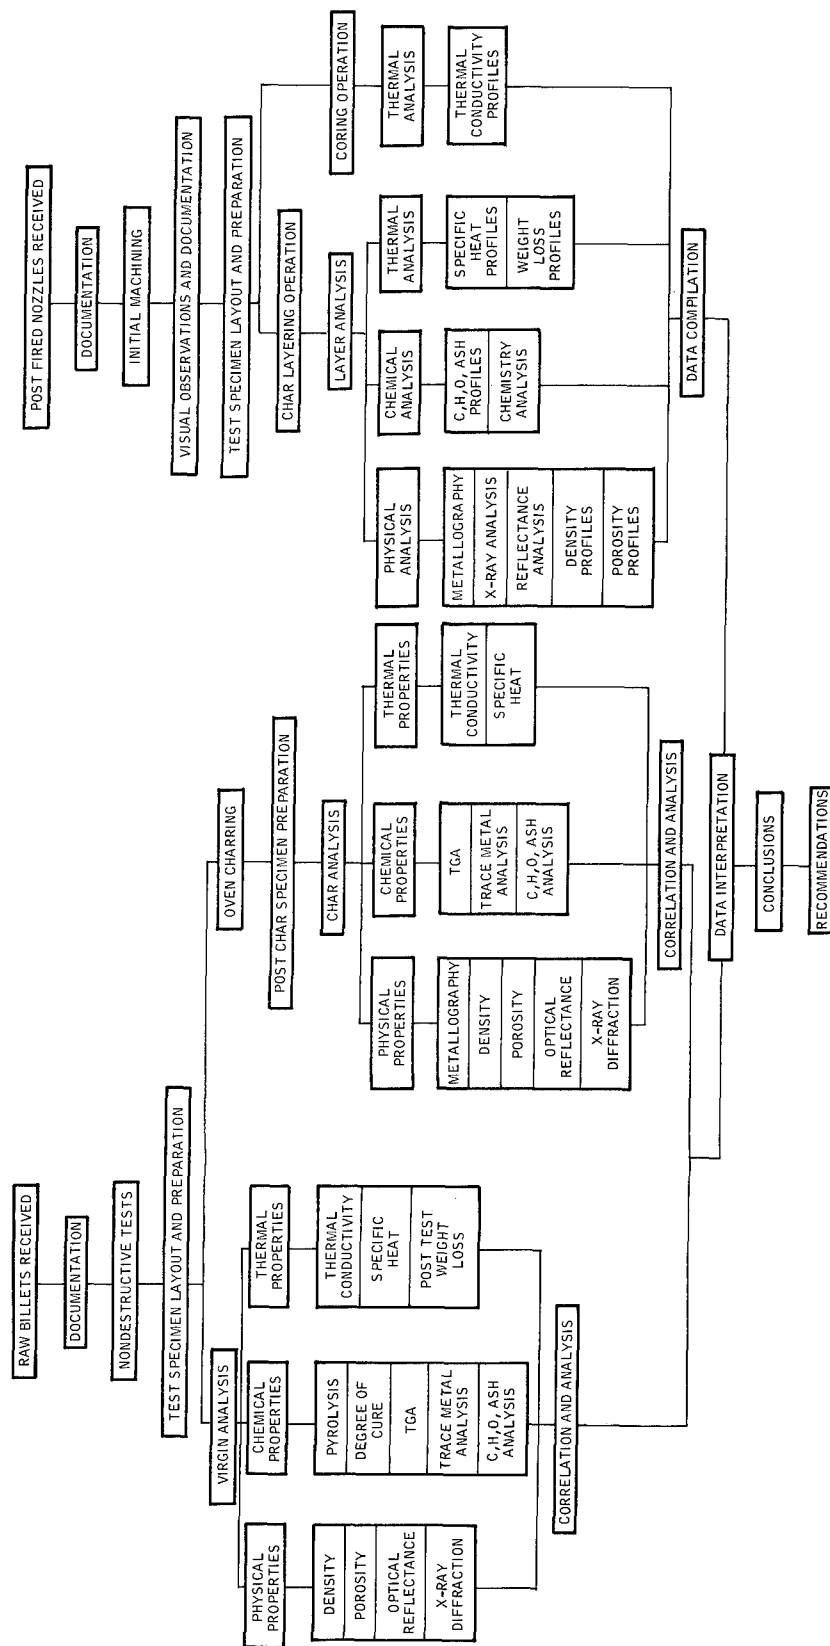 RAW BILLETS RECEIVED
DOCUMENTATION
NONDESTRUCTIVE TESTS
TEST SPECIMEN LAYOUT AND PREPARATION
VIRGIN ANALYSIS
PHYSICAL
PROPERTIES
DENSITY
POROSITY
OPTICAL
REFLECTANCE
X-RAY
DIFFRACTION
CHEMICAL
PROPERTIES
PYROLYSIS
DEGREE OF
CURE
TGA
TRACE METAL
ANALYSIS
C,H,O, ASH
ANALYSIS
THERMAL
PROPERTIES
THERMAL
CONDUCTIVITY
SPECIFIC
HEAT
POST TEST
WEIGHT
LOSS
CORRELATION AND ANALYSIS
OVEN CHARRING
POST CHAR SPECIMEN PREPARATION
CHAR ANALYSIS
PHYSICAL
PROPERTIES
METALLOGRAPHY
DENSITY
POROSITY
OPTICAL
REFLECTANCE
X-RAY
DIFFRACTION
CHEMICAL
PROPERTIES
TGA
TRACE METAL
ANALYSIS
C,H,O, ASH
ANALYSIS
THERMAL
PROPERTIES
THERMAL
CONDUCTIVITY
SPECIFIC
HEAT
CORRELATION AND ANALYSIS
POST FIRED NOZZLES RECEIVED
DOCUMENTATION
INITIAL MACHINING
VISUAL OBSERVATIONS AND DOCUMENTATION
TEST SPECIMEN LAYOUT AND PREPARATION
CHAR LAYERING OPERATION
LAYER ANALYSIS
PHYSICAL
ANALYSIS
METALLOGRAPHY
X-RAY ANALYSIS
REFLECTANCE
ANALYSIS
DENSITY
PROFILES
POROSITY
PROFILES
CHEMICAL
ANALYSIS
C,H,O, ASH
PROFILES
CHEMISTRY
ANALYSIS
THERMAL
ANALYSIS
SPECIFIC
HEAT
PROFILES
WEIGHT
LOSS
PROFILES
CORING OPERATION
THERMAL
ANALYSIS
THERMAL
CONDUCTIVITY
PROFILES
DATA COMPILATION
DATA INTERPRETATION
CONCLUSIONS
RECOMMENDATIONS